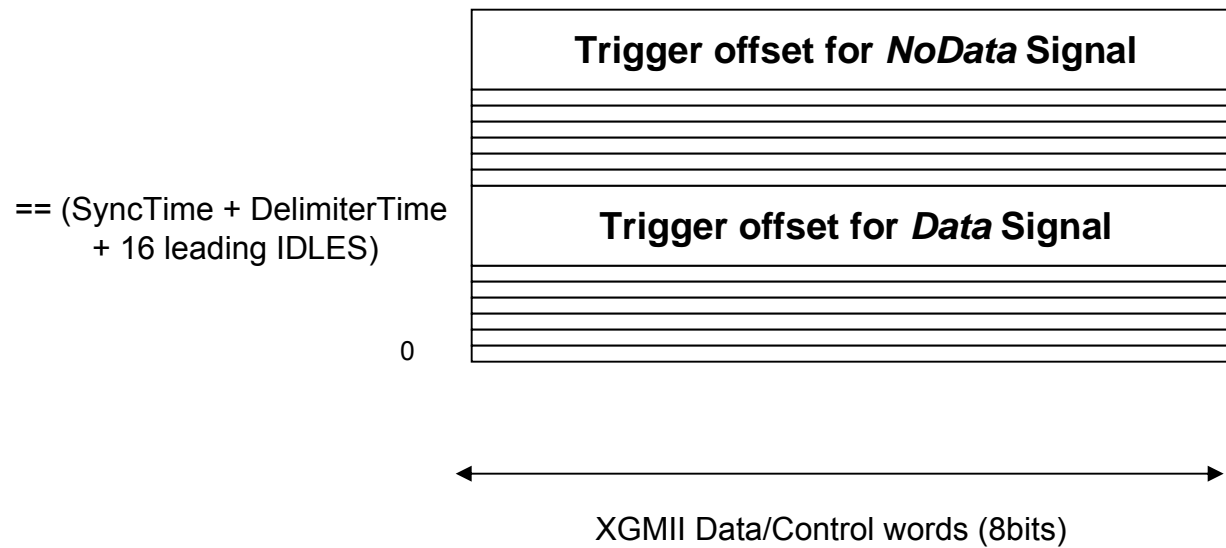 Trigger offset for NoData Signal
== (SyncTime + DelimiterTime
+ 16 leading IDLES)
Trigger offset for Data Signal
0
XGMII Data/Control words (8bits)